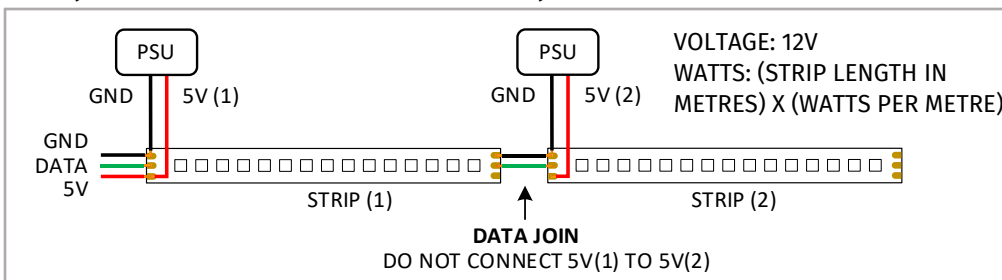 PSU
PSU
VOLTAGE: 12V
WATTS: (STRIP LENGTH IN
METRES) X (WATTS PER METRE)
GND
5V (1)
GND
5V (2)
GND
DATA
5V
STRIP (1)
STRIP (2)
DATA JOIN
DO NOT CONNECT 5V(1) TO 5V(2)